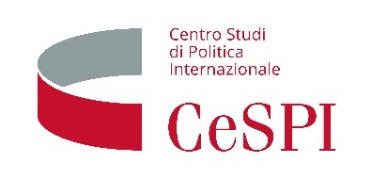 Centro Studi
di Politica
Internazionale
CeSPI